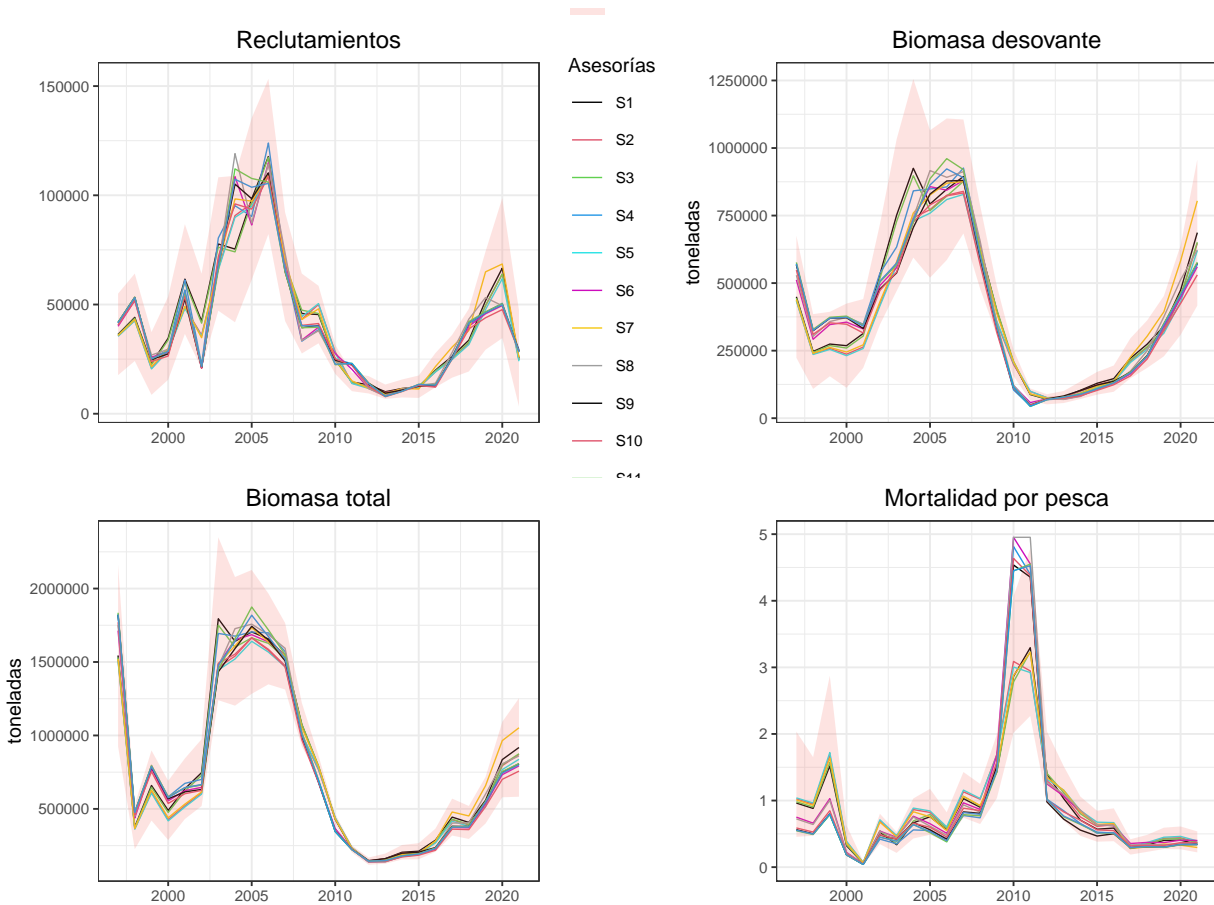 Reclutamientos
150000
100000
50000
0
2000
2005
2010
2015
2020
Asesorías
S1
S2
S3
S4
S5
S6
S7
S8
S9
S10
S11
Biomasa desovante
toneladas
1250000
1000000
750000
500000
250000
0
2000
2005
2010
2015
2020
Biomasa total
toneladas
2000000
1500000
1000000
500000
2000
2005
2010
2015
2020
Mortalidad por pesca
5
4
3
2
1
0
2000
2005
2010
2015
2020